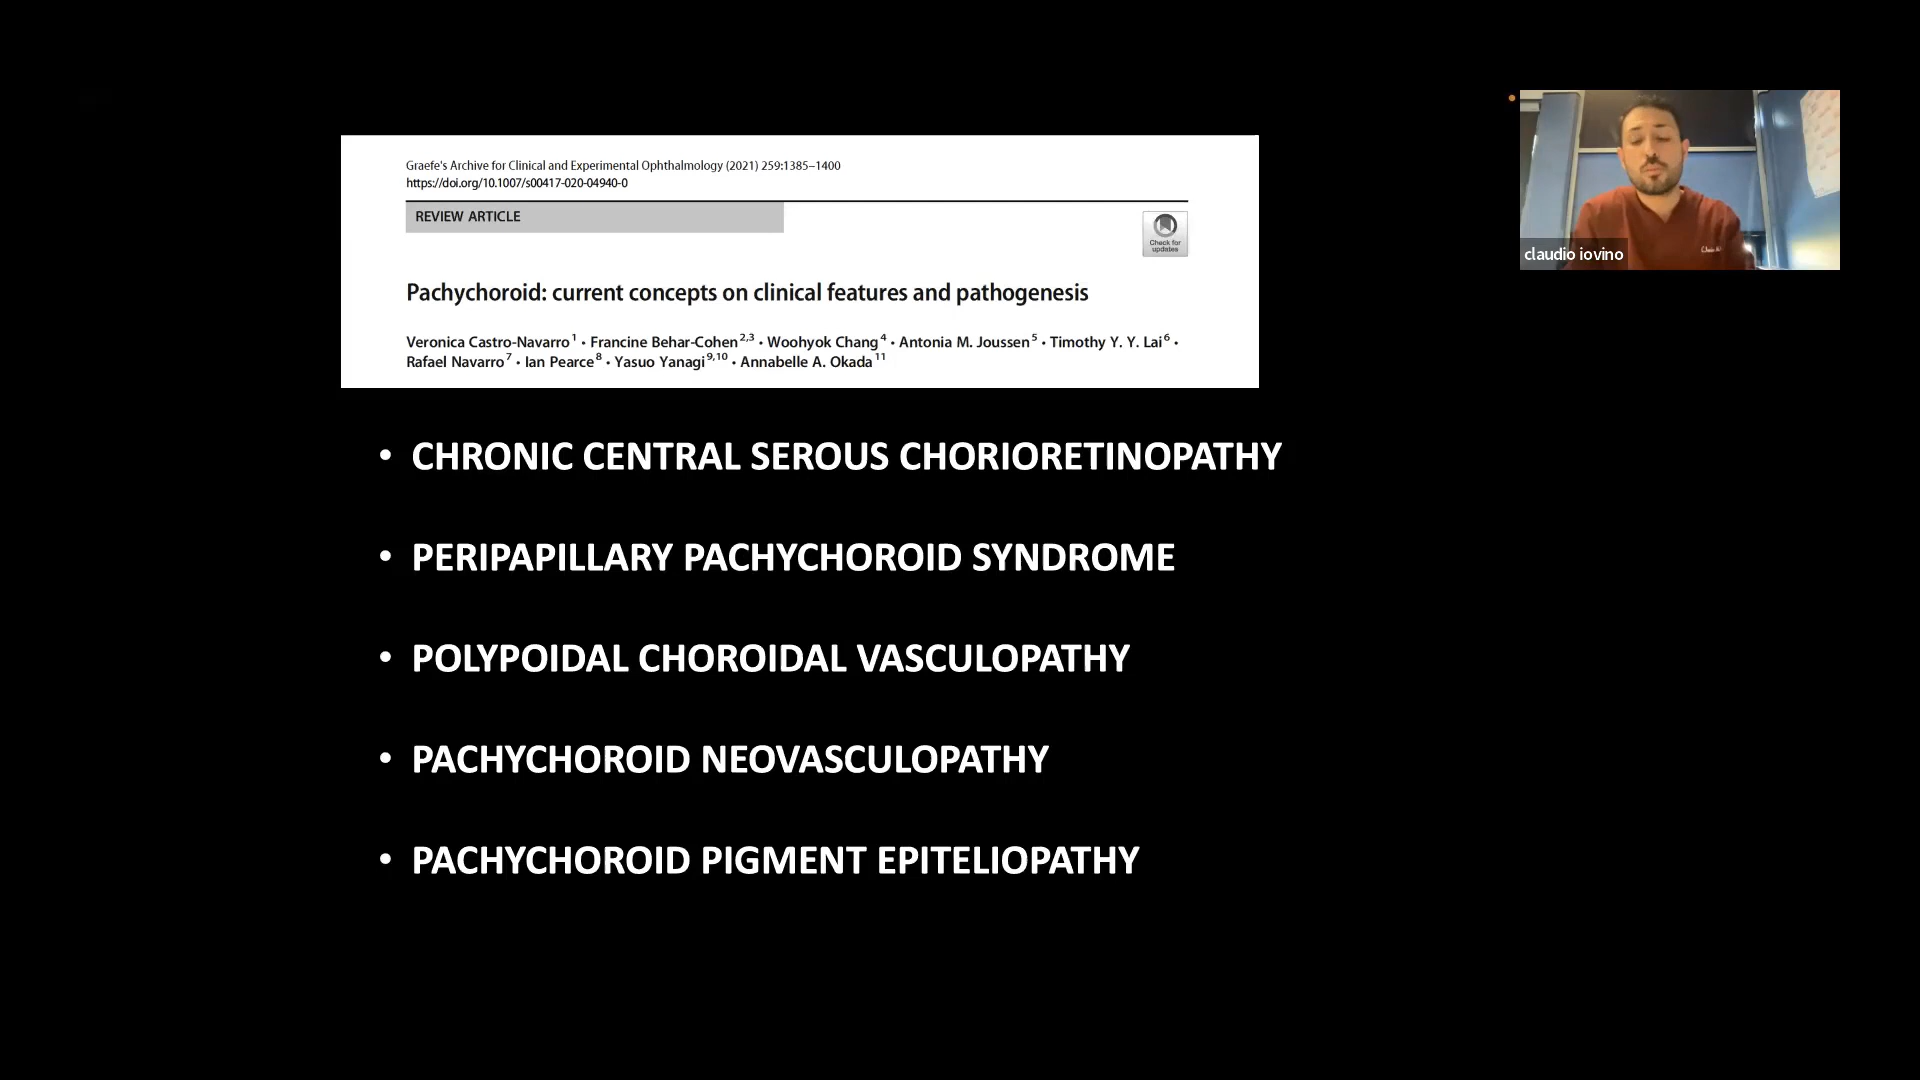 Graefe's Archive for Clinical and Experimental Ophthalmology (2021) 259:1385–1400
https://doi.org/10.1007/s00417-020-04940-0
REVIEW ARTICLE
Check for
updates
Pachychoroid: current concepts on clinical features and pathogenesis
Veronica Castro-Navarro1 · Francine Behar-Cohen2,3 · Woohyok Chang4 · Antonia M. Joussen5 · Timothy Y. Y. Lai6 ·
Rafael Navarro7 · Ian Pearce8 · Yasuo Yanagi9,10 · Annabelle A. Okada11
claudio iovino
• CHRONIC CENTRAL SEROUS CHORIORETINOPATHY
• PERIPAPILLARY PACHYCHOROID SYNDROME
• POLYPOIDAL CHOROIDAL VASCULOPATHY
• PACHYCHOROID NEOVASCULOPATHY
• PACHYCHOROID PIGMENT EPITELIOPATHY